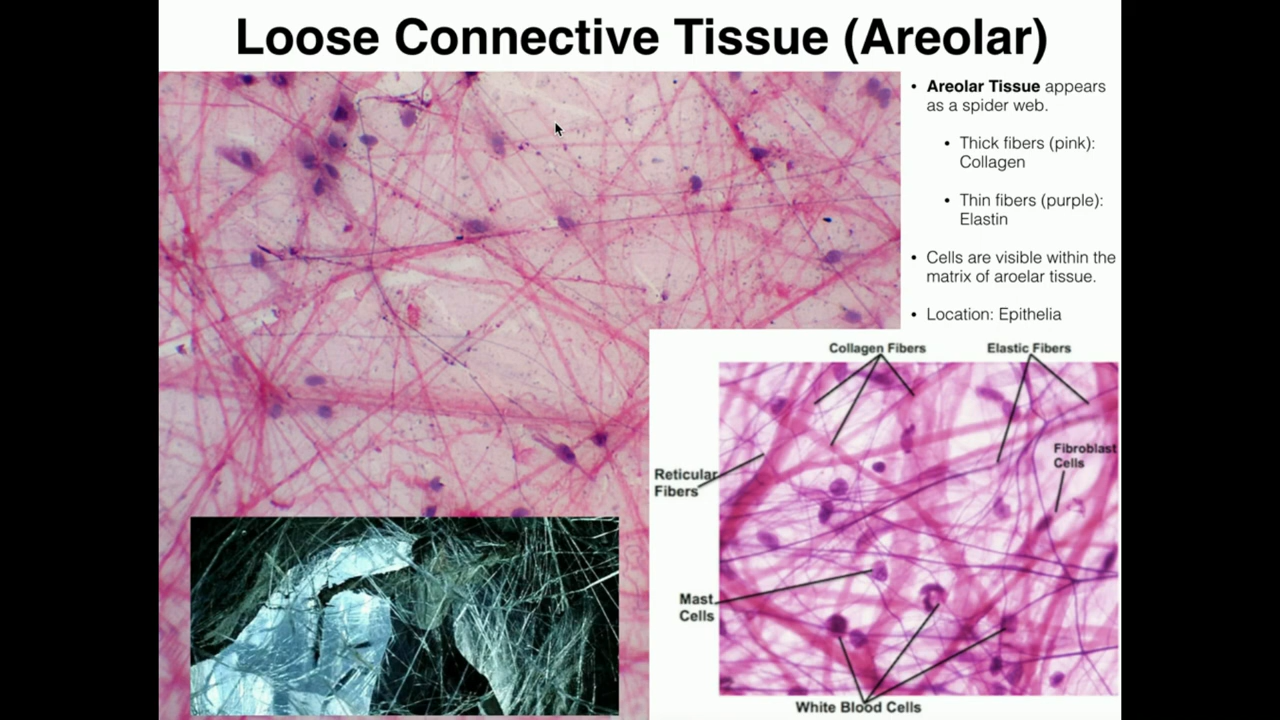 Loose Connective Tissue (Areolar)
• Areolar Tissue appears
as a spider web.
• Thick fibers (pink):
Collagen
• Thin fibers (purple):
Elastin
• Cells are visible within the
matrix of aroelar tissue.
• Location: Epithelia
Collagen Fibers
Elastic Fibers
Fibroblast
Cells
Reticular
Fibers
Mast
Cells
White Blood Cells